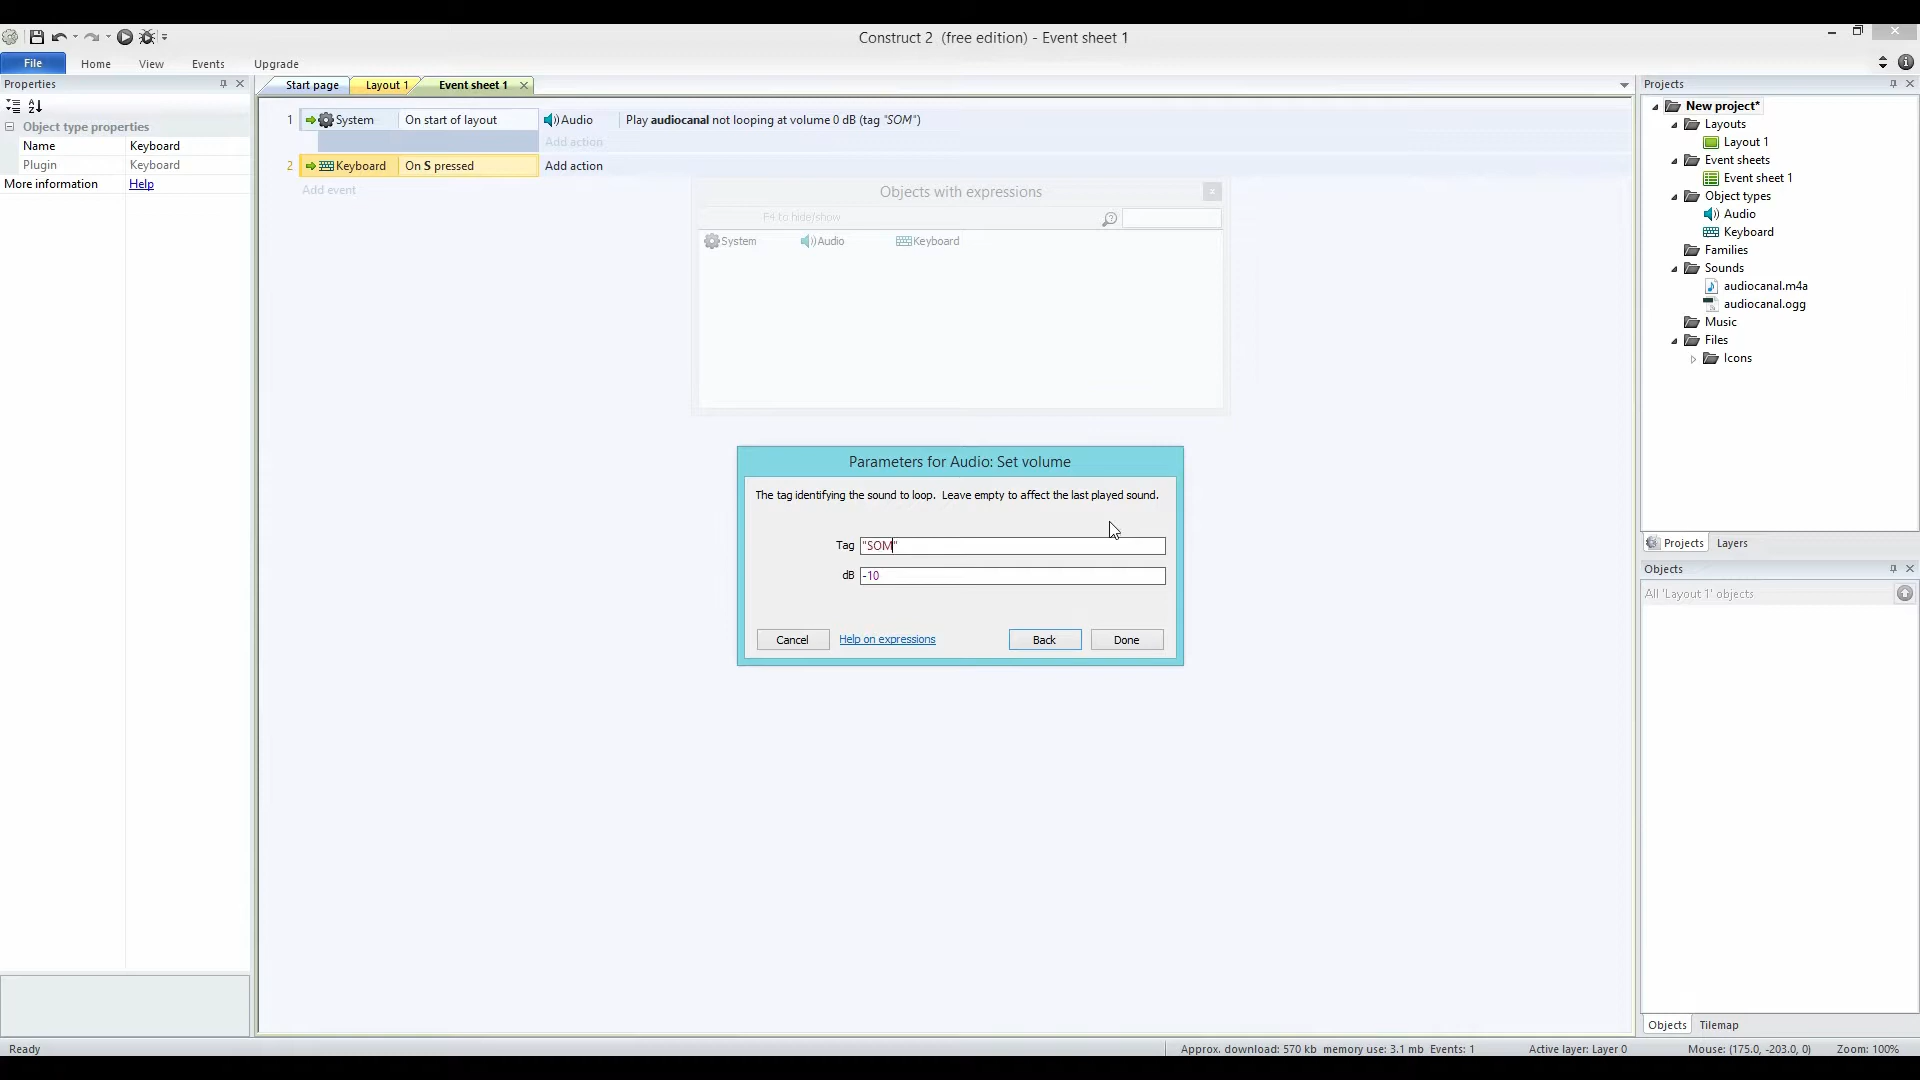 Construct 2 (free edition) - Event sheet 1
File Home View Events Upgrade
Properties
Object type properties
Name Keyboard
Plugin Keyboard
More information Help
Start page Layout 1 Event sheet 1
1 System On start of layout Audio Play audiocanal not looping at volume 0 dB (tag "SOM")
Add action
2 Keyboard On S pressed Add action
Add event
Objects with expressions
F4 to hide/show
System Audio Keyboard
Parameters for Audio: Set volume
The tag identifying the sound to loop. Leave empty to affect the last played sound.
Tag "SOM"
dB -10
Cancel Help on expressions Back Done
Projects
New project*
Layouts
Layout 1
Event sheets
Event sheet 1
Object types
Audio
Keyboard
Families
Sounds
audiocanal.m4a
audiocanal.ogg
Music
Files
Icons
Projects Layers
Objects
All 'Layout 1' objects
Objects Tilemap
Ready Approx. download: 570 kb memory use: 3.1 mb Events: 1 Active layer: Layer 0 Mouse: (175.0, -203.0, 0) Zoom: 100%